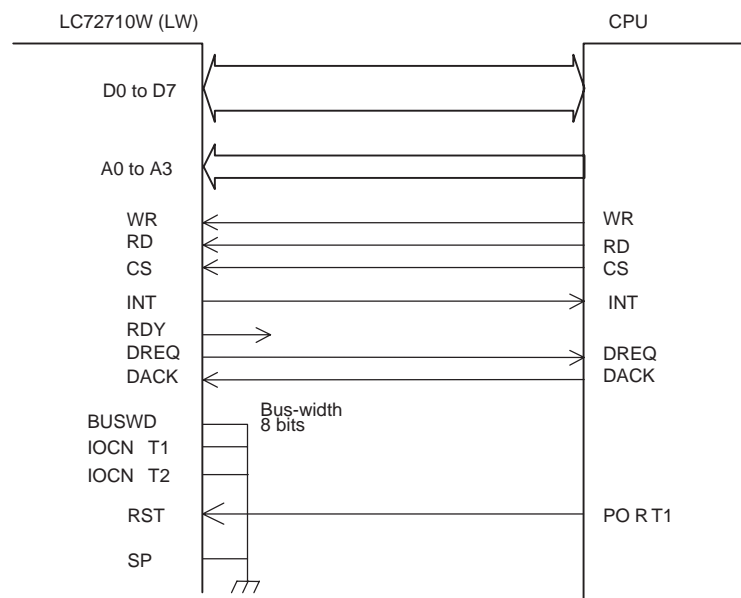 LC72710W (LW) CPU
D0 to D7
A0 to A3
WR WR
RD RD
CS CS
INT INT
RDY
DREQ DREQ
DACK DACK
BUSWD Bus-width
8 bits
IOCN T1
IOCN T2
RST PO R T1
SP